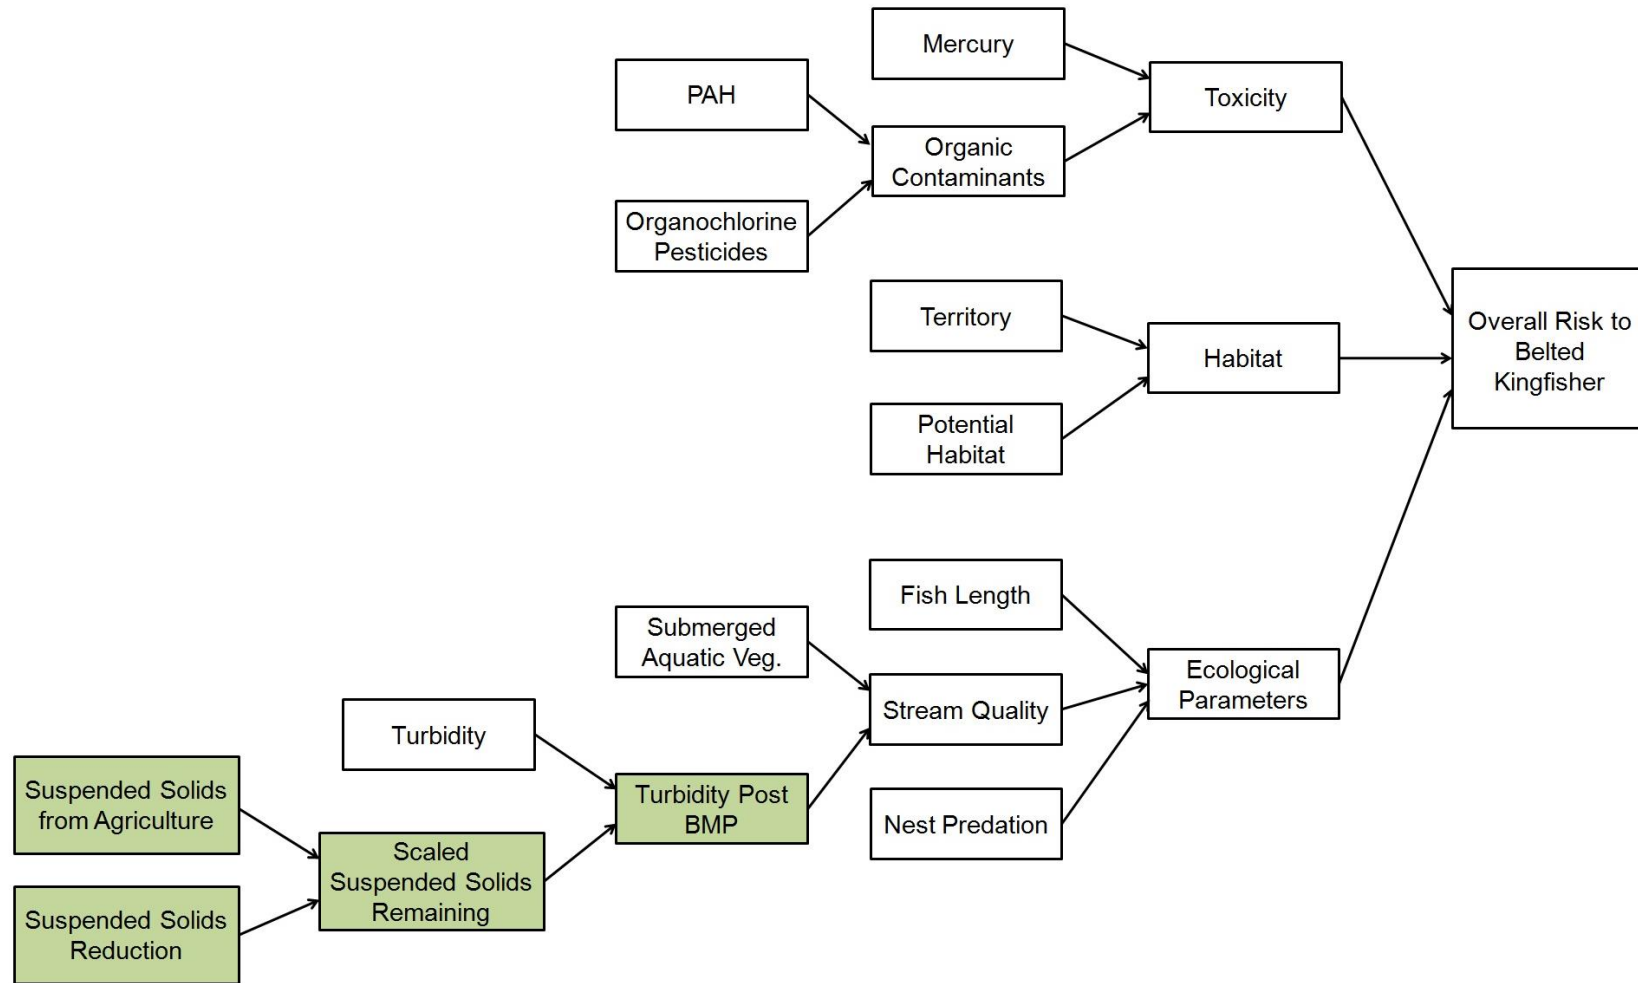 Mercury
PAH
Toxicity
Organic
Contaminants
Organochlorine
Pesticides
Territory
Habitat
Potential
Habitat
Overall Risk to
Belted
Kingfisher
Fish Length
Submerged
Aquatic Veg.
Ecological
Parameters
Stream Quality
Turbidity
Suspended Solids
from Agriculture
Turbidity Post
BMP
Nest Predation
Scaled
Suspended Solids
Remaining
Suspended Solids
Reduction